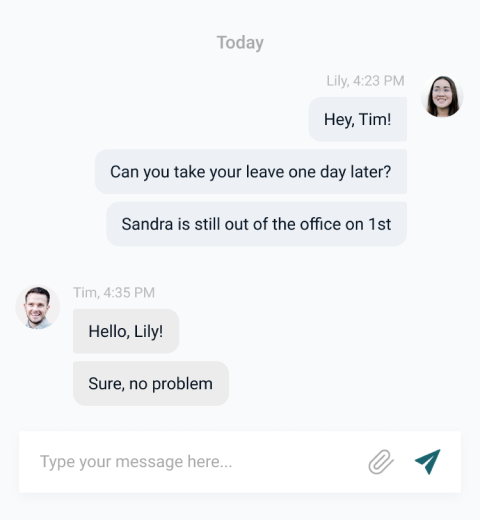 Today
Lily, 4:23 PM
Hey, Tim!
Can you take your leave one day later?
Sandra is still out of the office on 1st
Tim, 4:35 PM
Hello, Lily!
Sure, no problem
Type your message here...